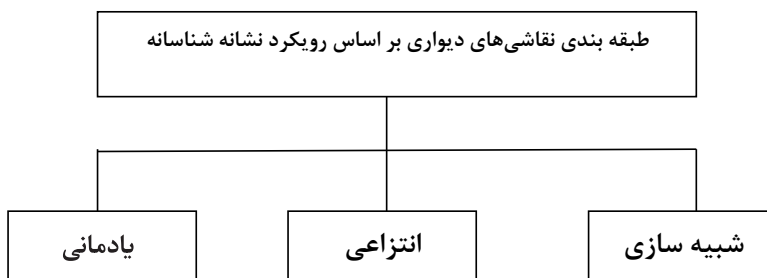 طبقه بندی نقاشی‌های دیواری بر اساس رویکرد نشانه شناسانه
شبیه سازی
انتزاعی
یادمانی